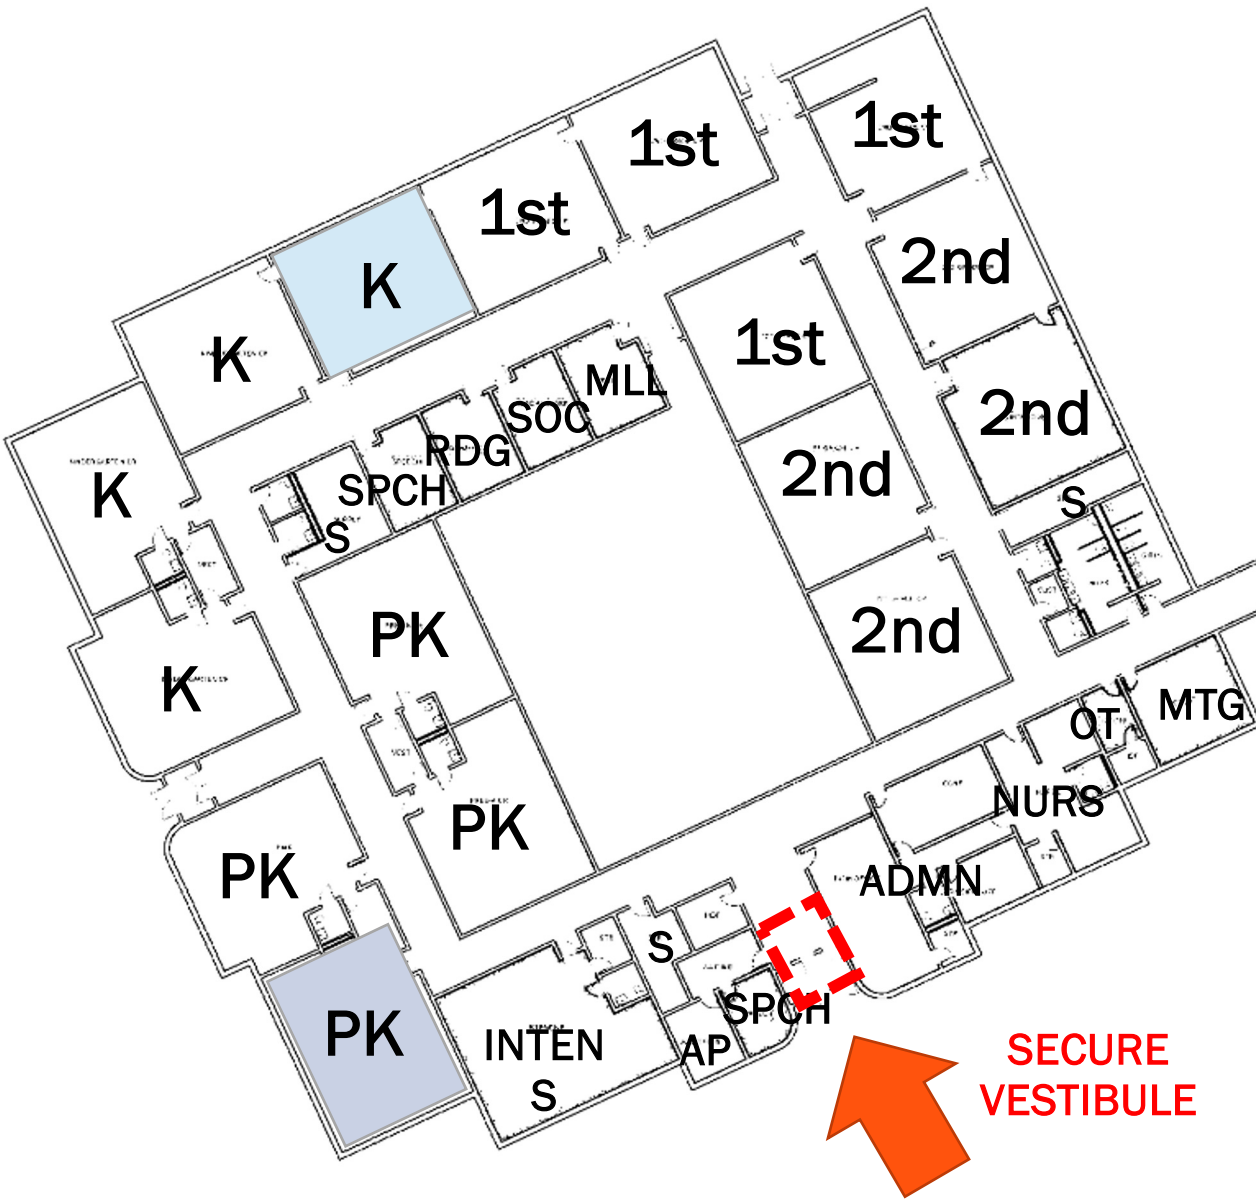 1st
1st
1st
2nd
K
1st
K
MLL
2nd
SOC
RDG
K
SPCH
2nd
S
S
PK
2nd
K
OT
MTG
NURS
PK
PK
ADMN
S
SPCH
PK
INTEN
S
AP
SECURE
VESTIBULE